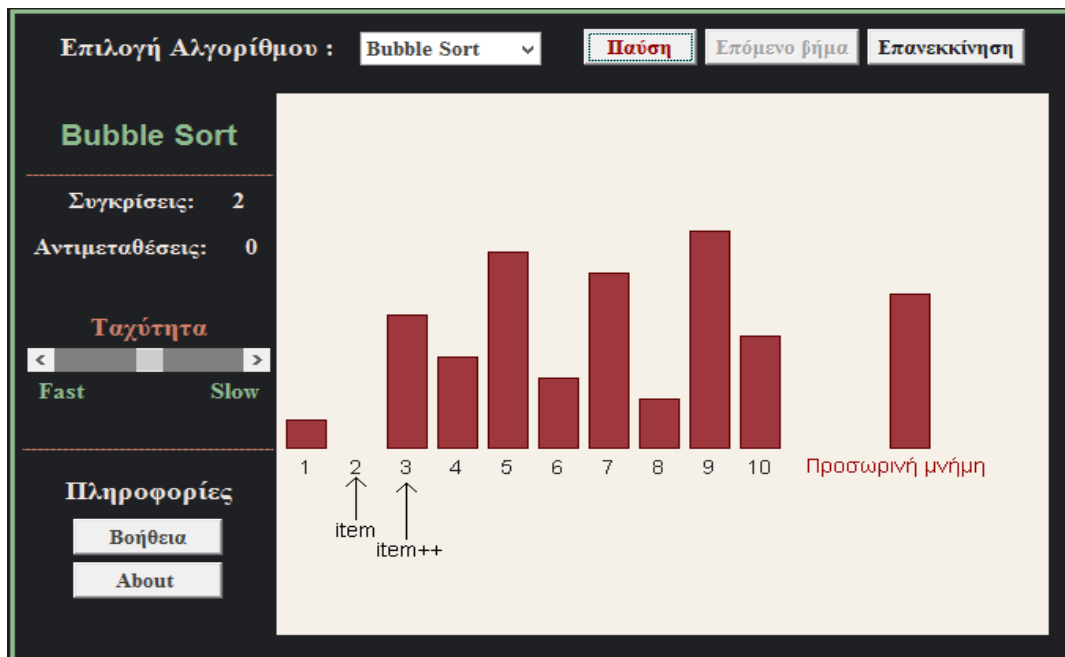 Επιλογή Αλγορίθμου : Bubble Sort Παύση Επόμενο βήμα Επανεκκίνηση
Bubble Sort
Συγκρίσεις: 2
Αντιμεταθέσεις: 0
Ταχύτητα
Fast Slow
Πληροφορίες
Βοήθεια
About
1 2 3 4 5 6 7 8 9 10 Προσωρινή μνήμη
item
item++